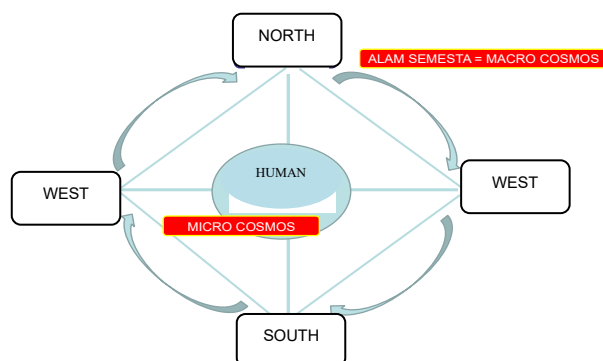 NORTH
ALAM SEMESTA = MACRO COSMOS
WEST
HUMAN
WEST
MICRO COSMOS
SOUTH